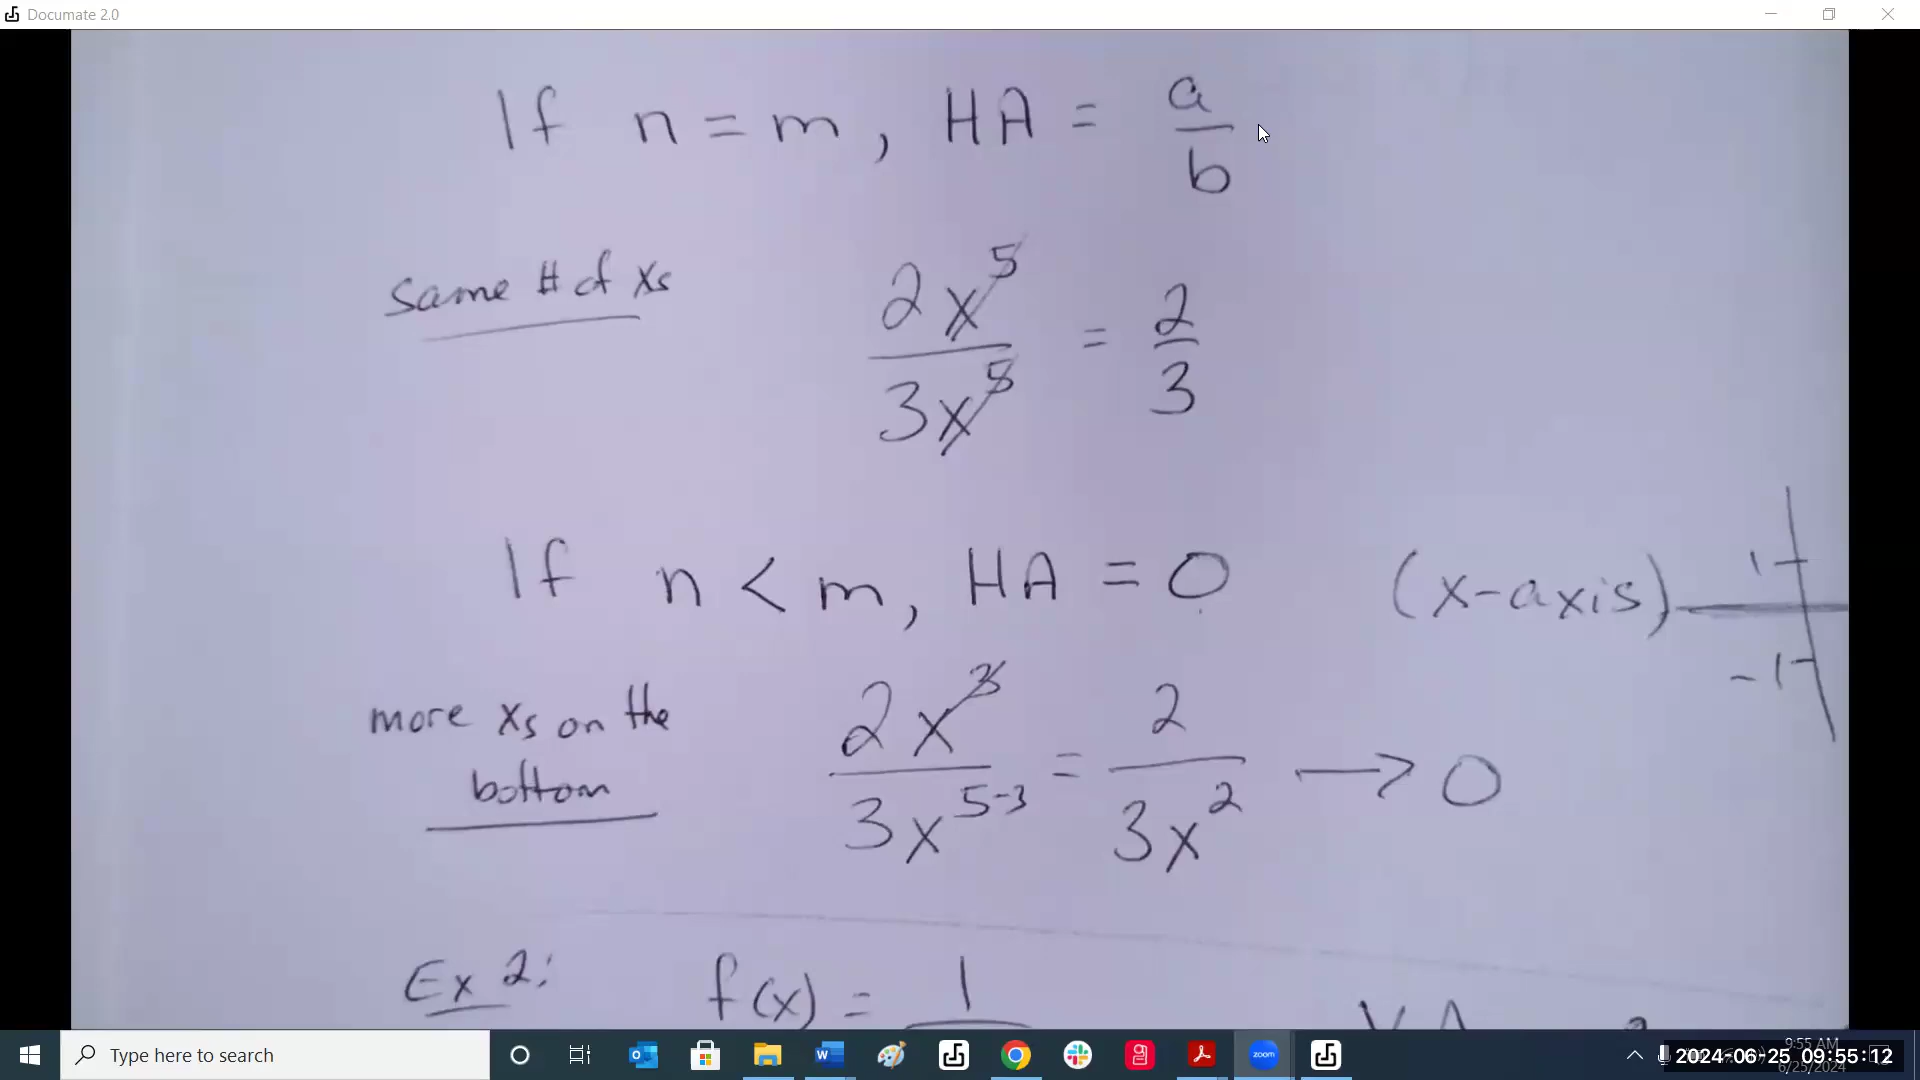 Documate 2.0
If n = m, HA = a/b
same # of xs 2x^5/3x^5 = 2/3
If n < m, HA = 0 (x-axis) 1 -1
more xs on the bottom 2x^3/3x^5-3 = 2/3x^2 → 0
Ex 2: f(x) = 1
VA
Type here to search
zoom
9:55 AM
2024-06-25 09:55:12
6/25/2024